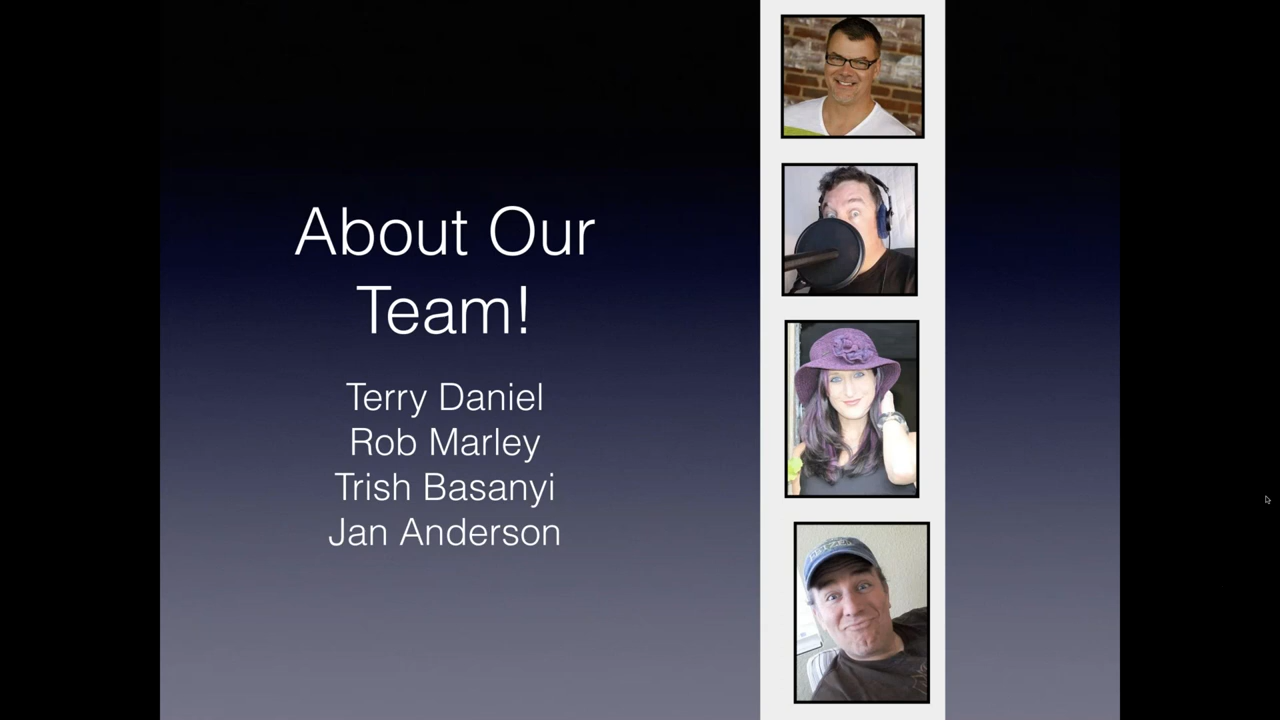 About Our
Team!
Terry Daniel
Rob Marley
Trish Basanyi
Jan Anderson